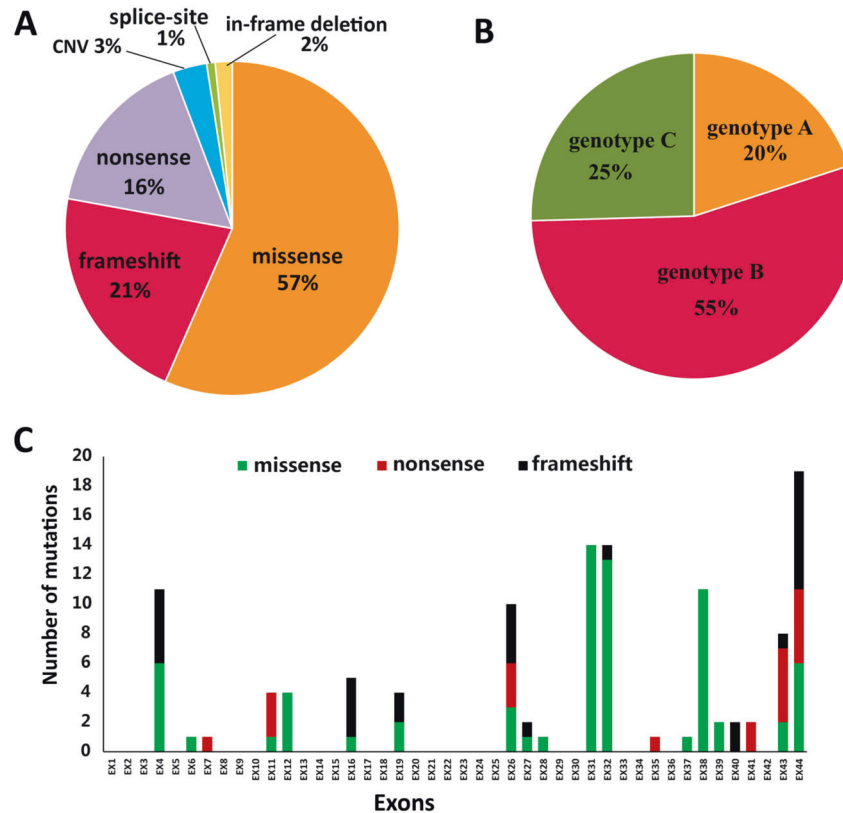 A
splice-site
1%
in-frame deletion
2%
CNV 3%
nonsense
16%
frameshift
21%
missense
57%
B
genotype C
25%
genotype A
20%
genotype B
55%
C
missense
nonsense
frameshift
Number of mutations
20
18
16
14
12
10
8
6
4
2
0
EX1
EX2
EX3
EX4
EX5
EX6
EX7
EX8
EX9
EX10
EX11
EX12
EX13
EX14
EX15
EX16
EX17
EX18
EX19
EX20
EX21
EX22
EX23
EX24
EX25
EX26
EX27
EX28
EX29
EX30
EX31
EX32
EX33
EX34
EX35
EX36
EX37
EX38
EX39
EX40
EX41
EX42
EX43
EX44
Exons